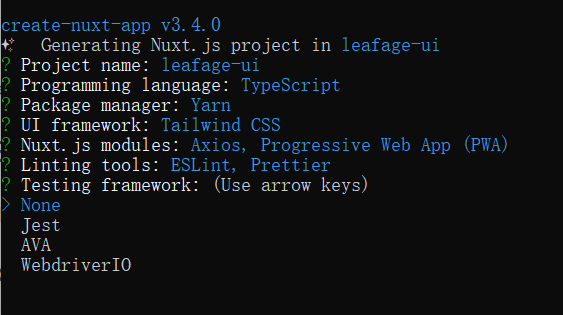 create-nuxt-app v3.4.0
✨ Generating Nuxt.js project in leafage-ui
? Project name: leafage-ui
? Programming language: TypeScript
? Package manager: Yarn
? UI framework: Tailwind CSS
? Nuxt.js modules: Axios, Progressive Web App (PWA)
? Linting tools: ESLint, Prettier
? Testing framework: (Use arrow keys)
> None
Jest
AVA
WebdriverIO